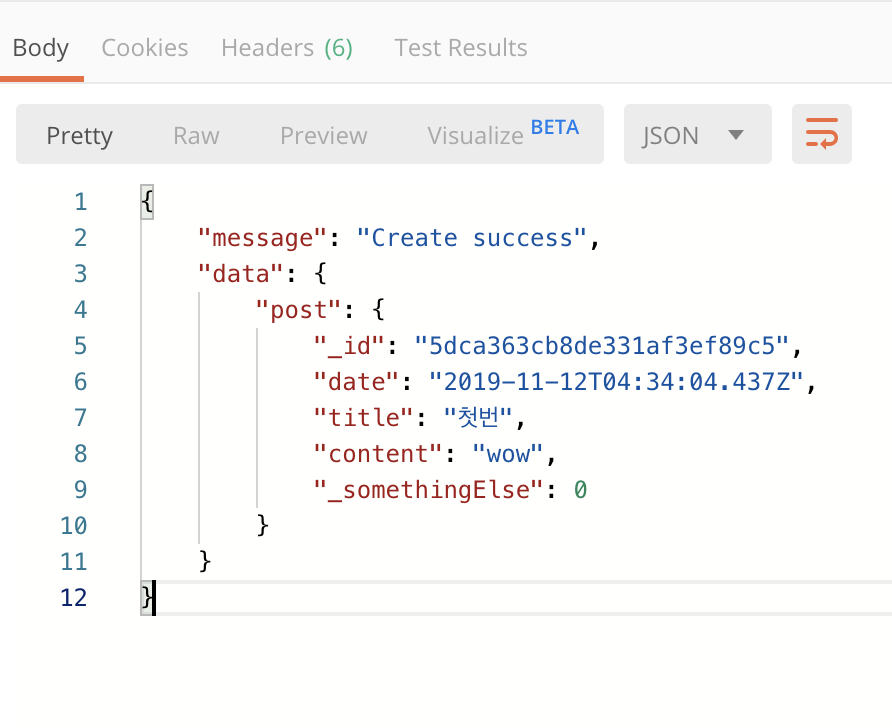 Body Cookies Headers (6) Test Results
Pretty Raw Preview Visualize BETA JSON
1 {
2 "message": "Create success",
3 "data": {
4 "post": {
5 "_id": "5dca363cb8de331af3ef89c5",
6 "date": "2019-11-12T04:34:04.437Z",
7 "title": "첫번",
8 "content": "wow",
9 "_somethingElse": 0
10 }
11 }
12 }